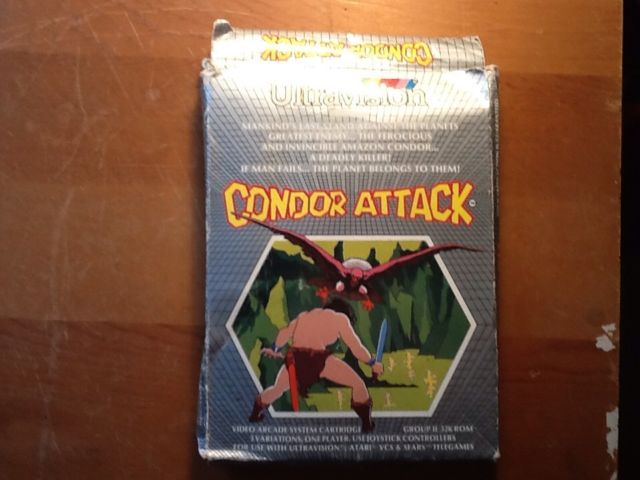 CONDOR ATTACK
Ultravision
MANKIND'S LAST STAND AGAINST THE PLANETS
GREATEST ENEMY... THE FEROCIOUS
AND INVINCIBLE AMAZON CONDOR...
A DEADLY KILLER!
IF MAN FAILS... THE PLANET BELONGS TO THEM!
CONDOR ATTACK
VIDEO ARCADE SYSTEM CARTRIDGE GROUP II 32K ROM
3 VARIATIONS, ONE PLAYER, USE JOYSTICK CONTROLLERS
FOR USE WITH ULTRAVISION, ATARI VCS & SEARS TELEGAMES